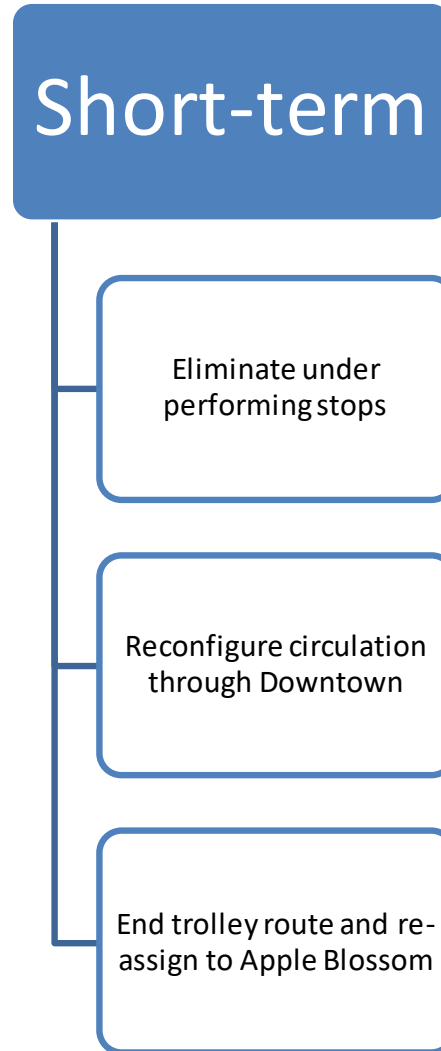 Short-term
Eliminate under
performing stops
Reconfigure circulation
through Downtown
End trolley route and re-
assign to Apple Blossom